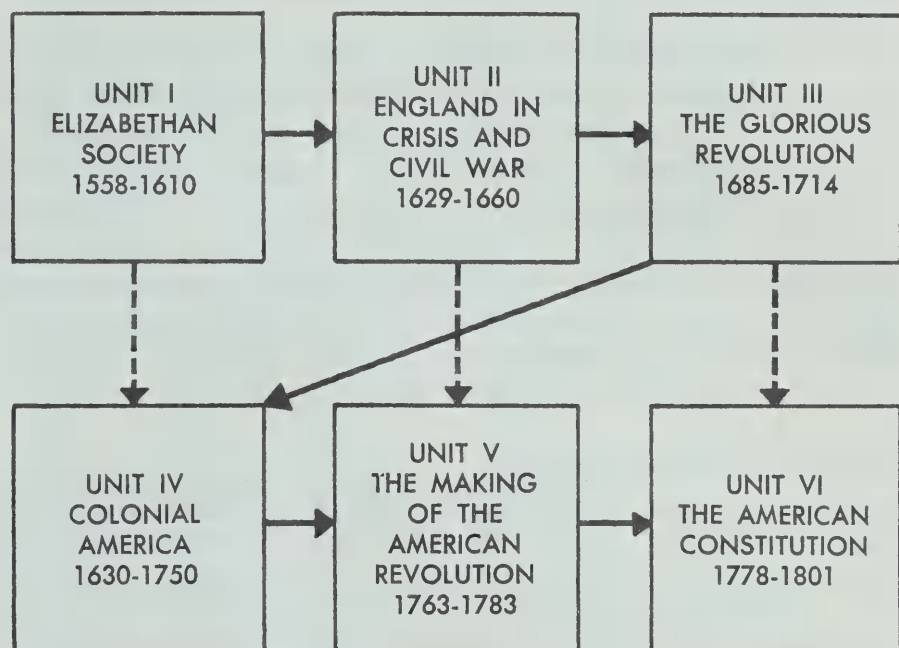 UNIT I
ELIZABETHAN
SOCIETY
1558-1610
UNIT II
ENGLAND IN
CRISIS AND
CIVIL WAR
1629-1660
UNIT III
THE GLORIOUS
REVOLUTION
1685-1714
UNIT IV
COLONIAL
AMERICA
1630-1750
UNIT V
THE MAKING
OF THE
AMERICAN
REVOLUTION
1763-1783
UNIT VI
THE AMERICAN
CONSTITUTION
1778-1801